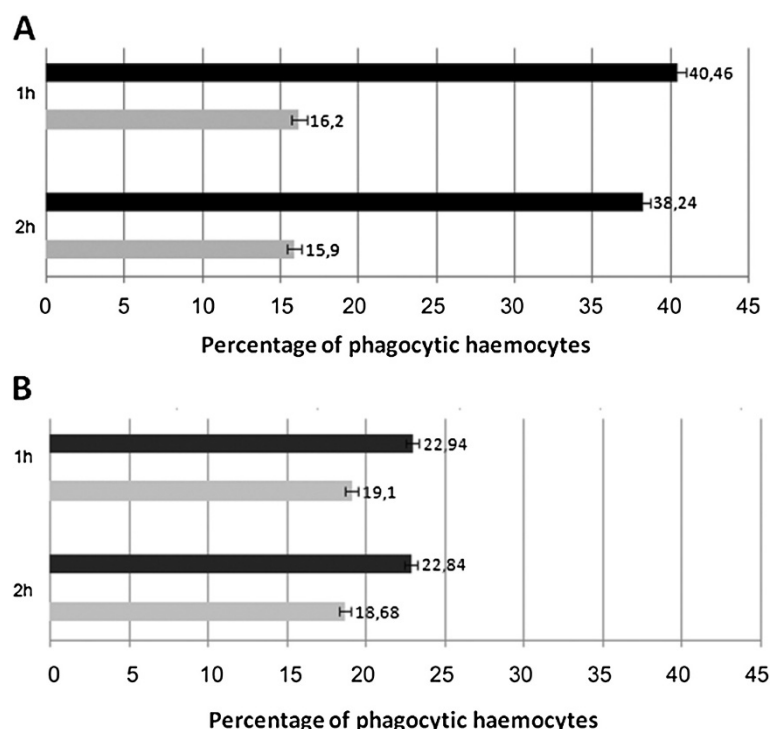 A
1h
40,46
16,2
2h
38,24
15,9
0 5 10 15 20 25 30 35 40 45
Percentage of phagocytic haemocytes
B
1h
22,94
19,1
2h
22,84
18,68
0 5 10 15 20 25 30 35 40 45
Percentage of phagocytic haemocytes